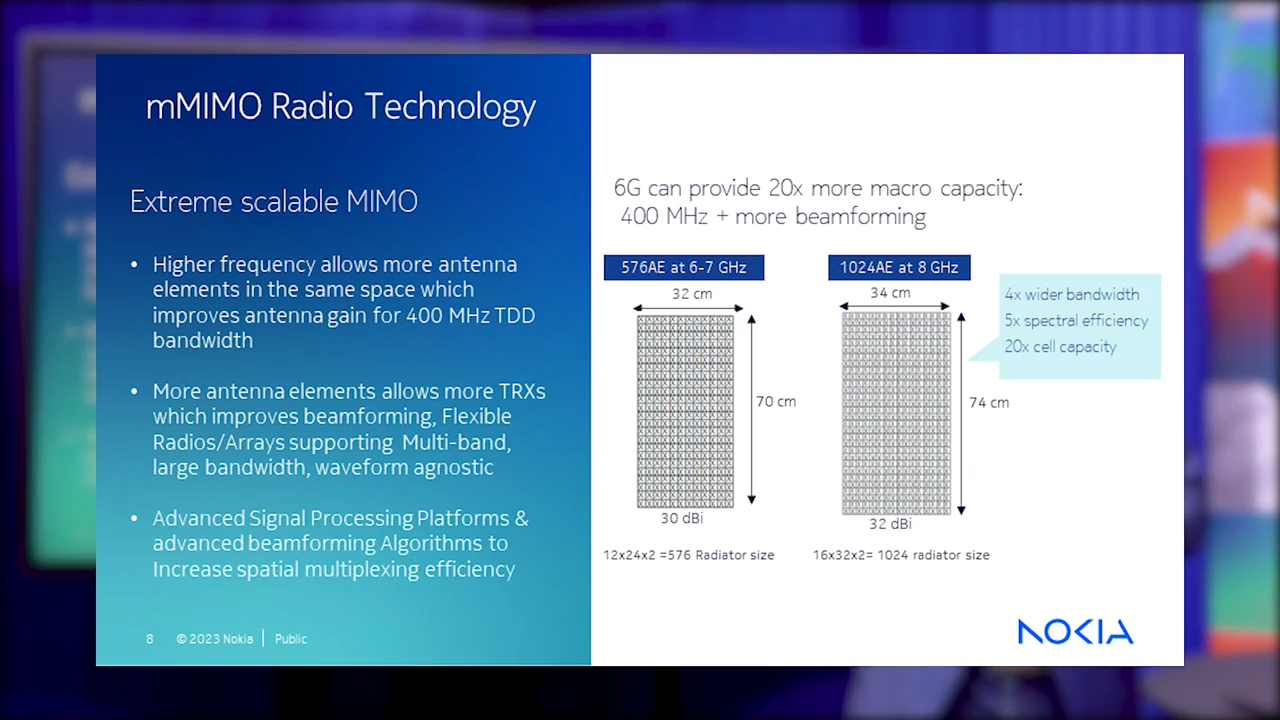 mMIMO Radio Technology
Extreme scalable MIMO
• Higher frequency allows more antenna
elements in the same space which
improves antenna gain for 400 MHz TDD
bandwidth
• More antenna elements allows more TRXs
which improves beamforming, Flexible
Radios/Arrays supporting Multi-band,
large bandwidth, waveform agnostic
• Advanced Signal Processing Platforms &
advanced beamforming Algorithms to
Increase spatial multiplexing efficiency
8 © 2023 Nokia | Public
6G can provide 20x more macro capacity:
400 MHz + more beamforming
576AE at 6-7 GHz
32 cm
70 cm
30 dBi
12x24x2 =576 Radiator size
1024AE at 8 GHz
34 cm
74 cm
32 dBi
16x32x2= 1024 radiator size
4x wider bandwidth
5x spectral efficiency
20x cell capacity
NOKIA